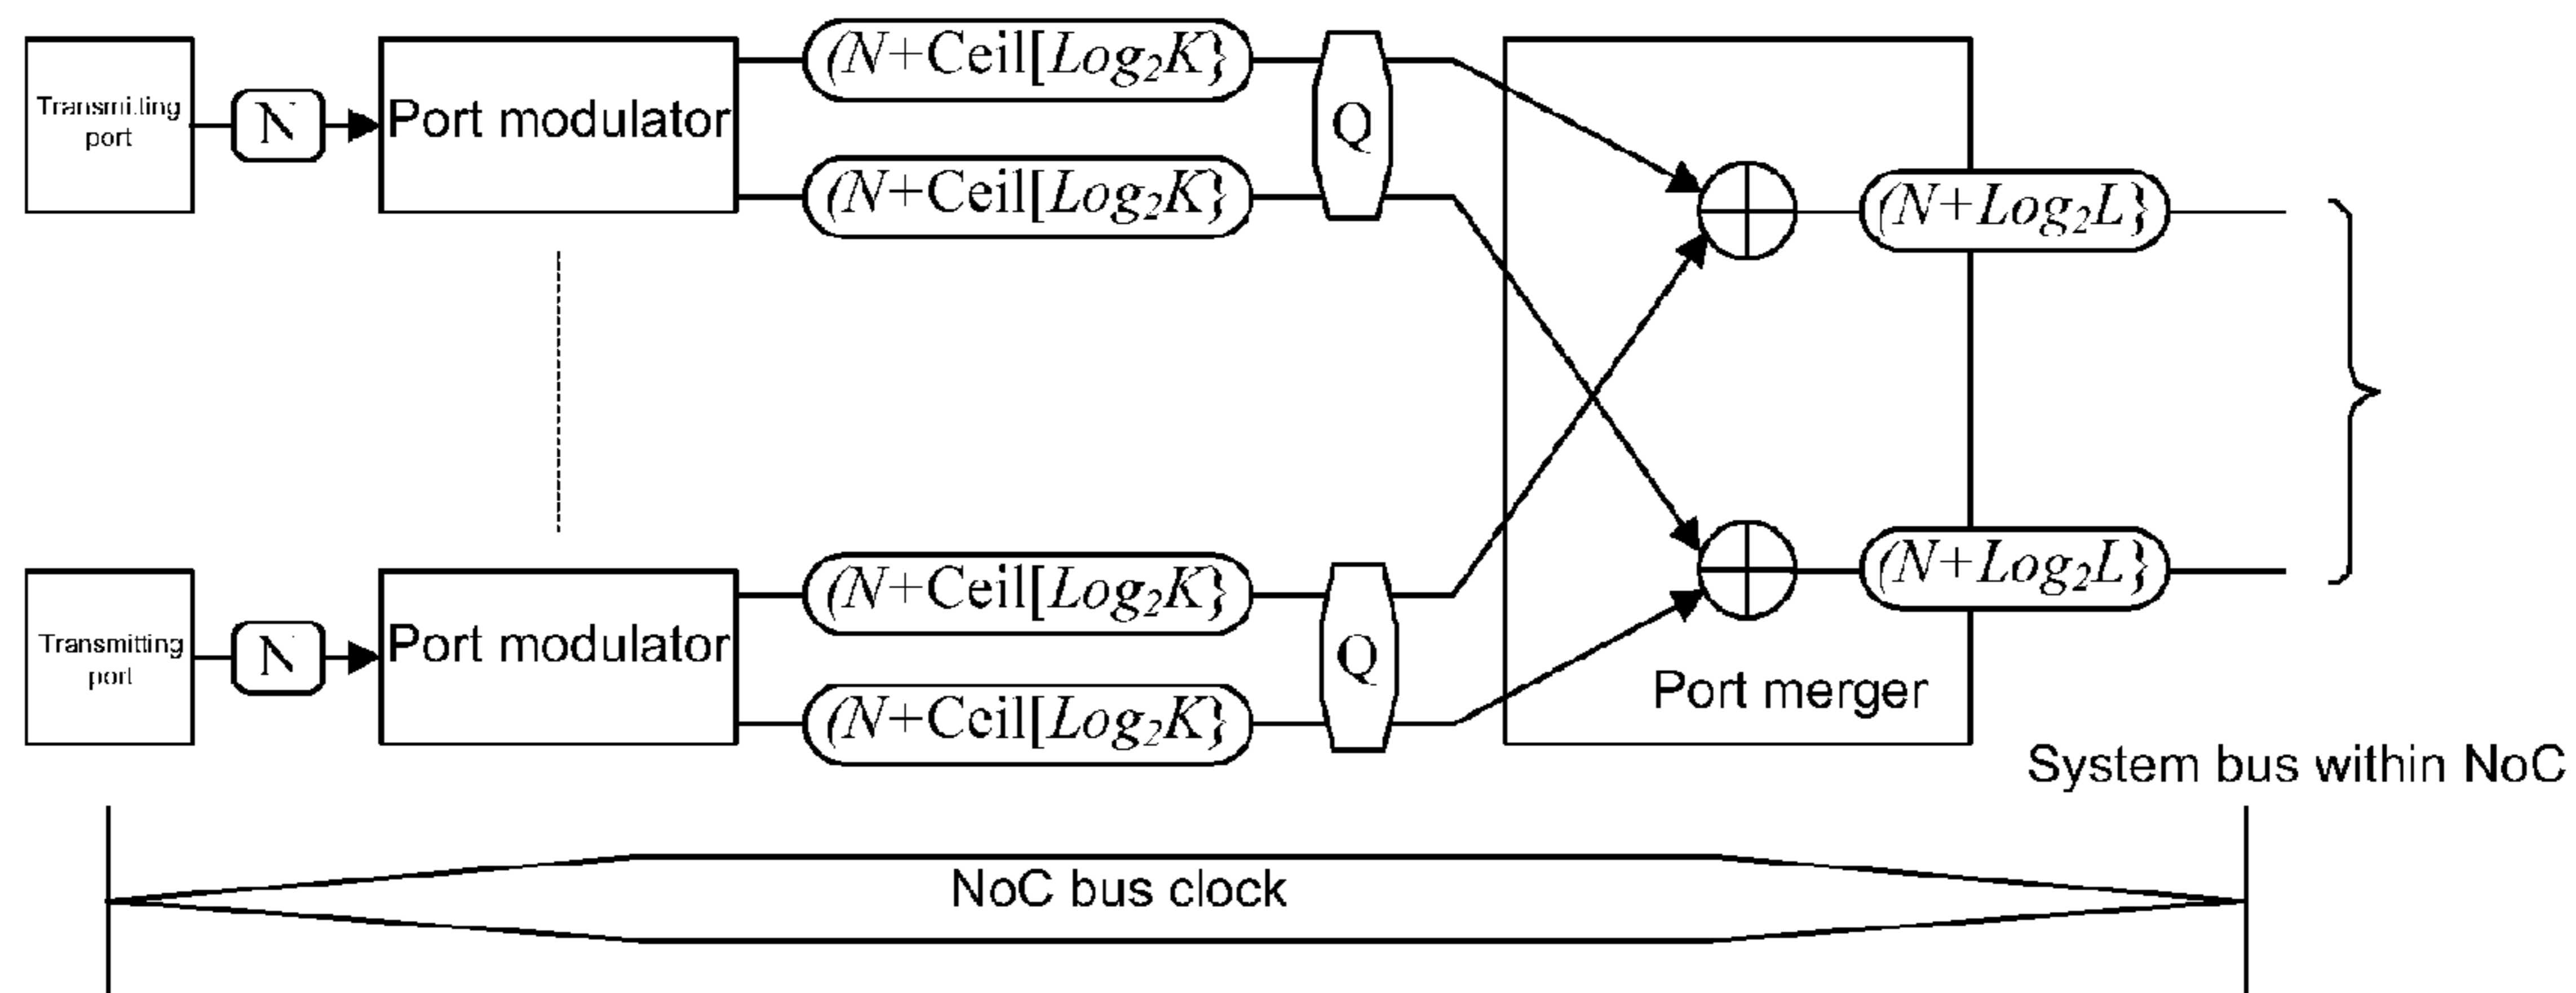 Transmitting
port
N
Port modulator
(N+Ceil[Log₂K}
(N+Ceil[Log₂K}
Q
(N+Log₂L}
Transmitting
port
N
Port modulator
(N+Ceil[Log₂K}
(N+Ceil[Log₂K}
Q
(N+Log₂L}
Port merger
System bus within NoC
NoC bus clock